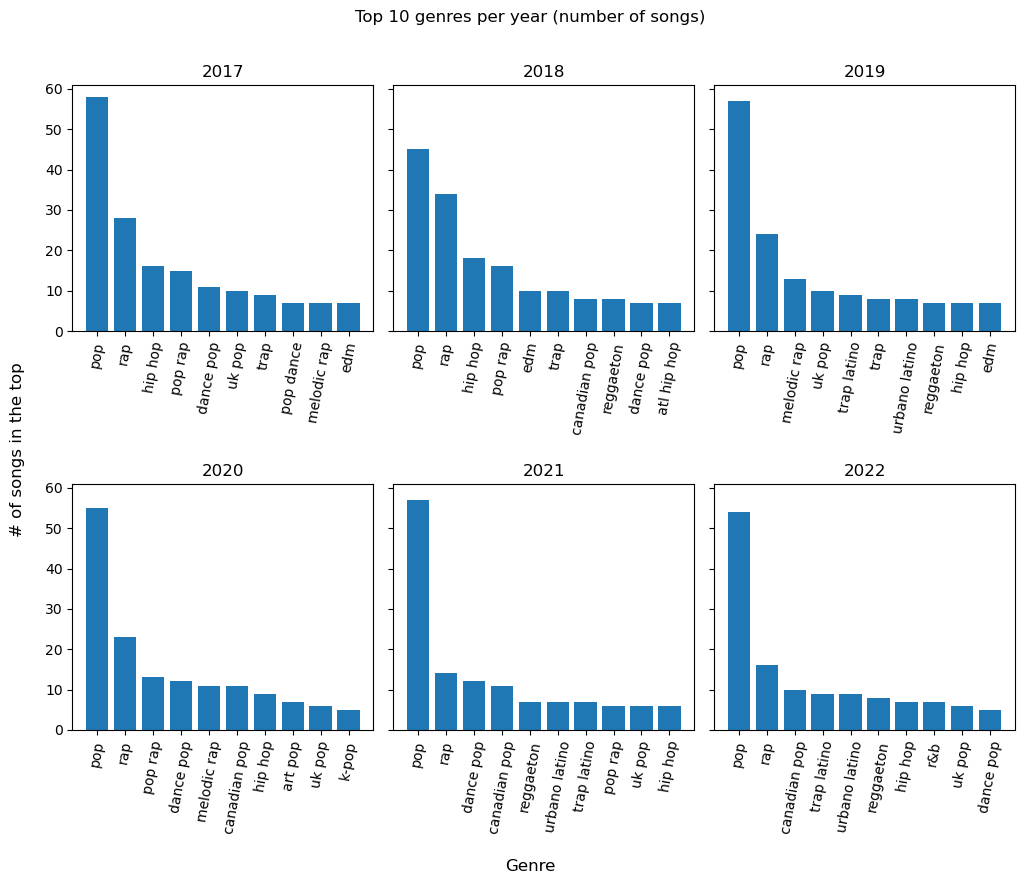 Top 10 genres per year (number of songs)
2017
2018
2019
60
50
40
30
20
10
0
pop rap hip hop pop rap dance pop uk pop trap pop dance melodic rap edm
pop rap hip hop pop rap edm trap canadian pop reggaeton dance pop atl hip hop
pop rap melodic rap uk pop trap latino trap urbano latino reggaeton hip hop edm
# of songs in the top
2020
2021
2022
60
50
40
30
20
10
0
pop rap pop rap dance pop melodic rap canadian pop hip hop art pop uk pop k-pop
pop rap dance pop canadian pop reggaeton urbano latino trap latino pop rap uk pop hip hop
pop rap canadian pop trap latino urbano latino reggaeton hip hop r&b uk pop dance pop
Genre